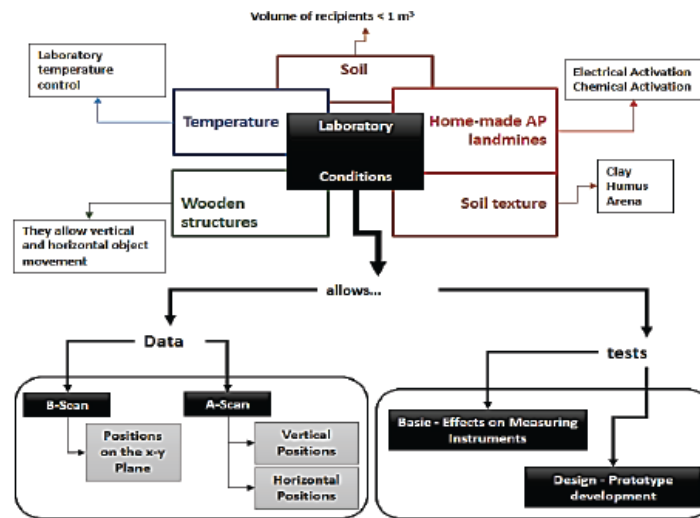 Volume of recipients < 1 m³
Laboratory
temperature
control
Soil
Electrical Activation
Chemical Activation
Temperature
Laboratory
Conditions
Home-made AP
landmines
Clay
Humus
Arena
Wooden
structures
Soil texture
They allow vertical
and horizontal object
movement
allows...
Data
tests
B-Scan
A-Scan
Basic - Effects on Measuring
Instruments
Positions
on the x-y
Plane
Vertical
Positions
Horizontal
Positions
Design - Prototype
development